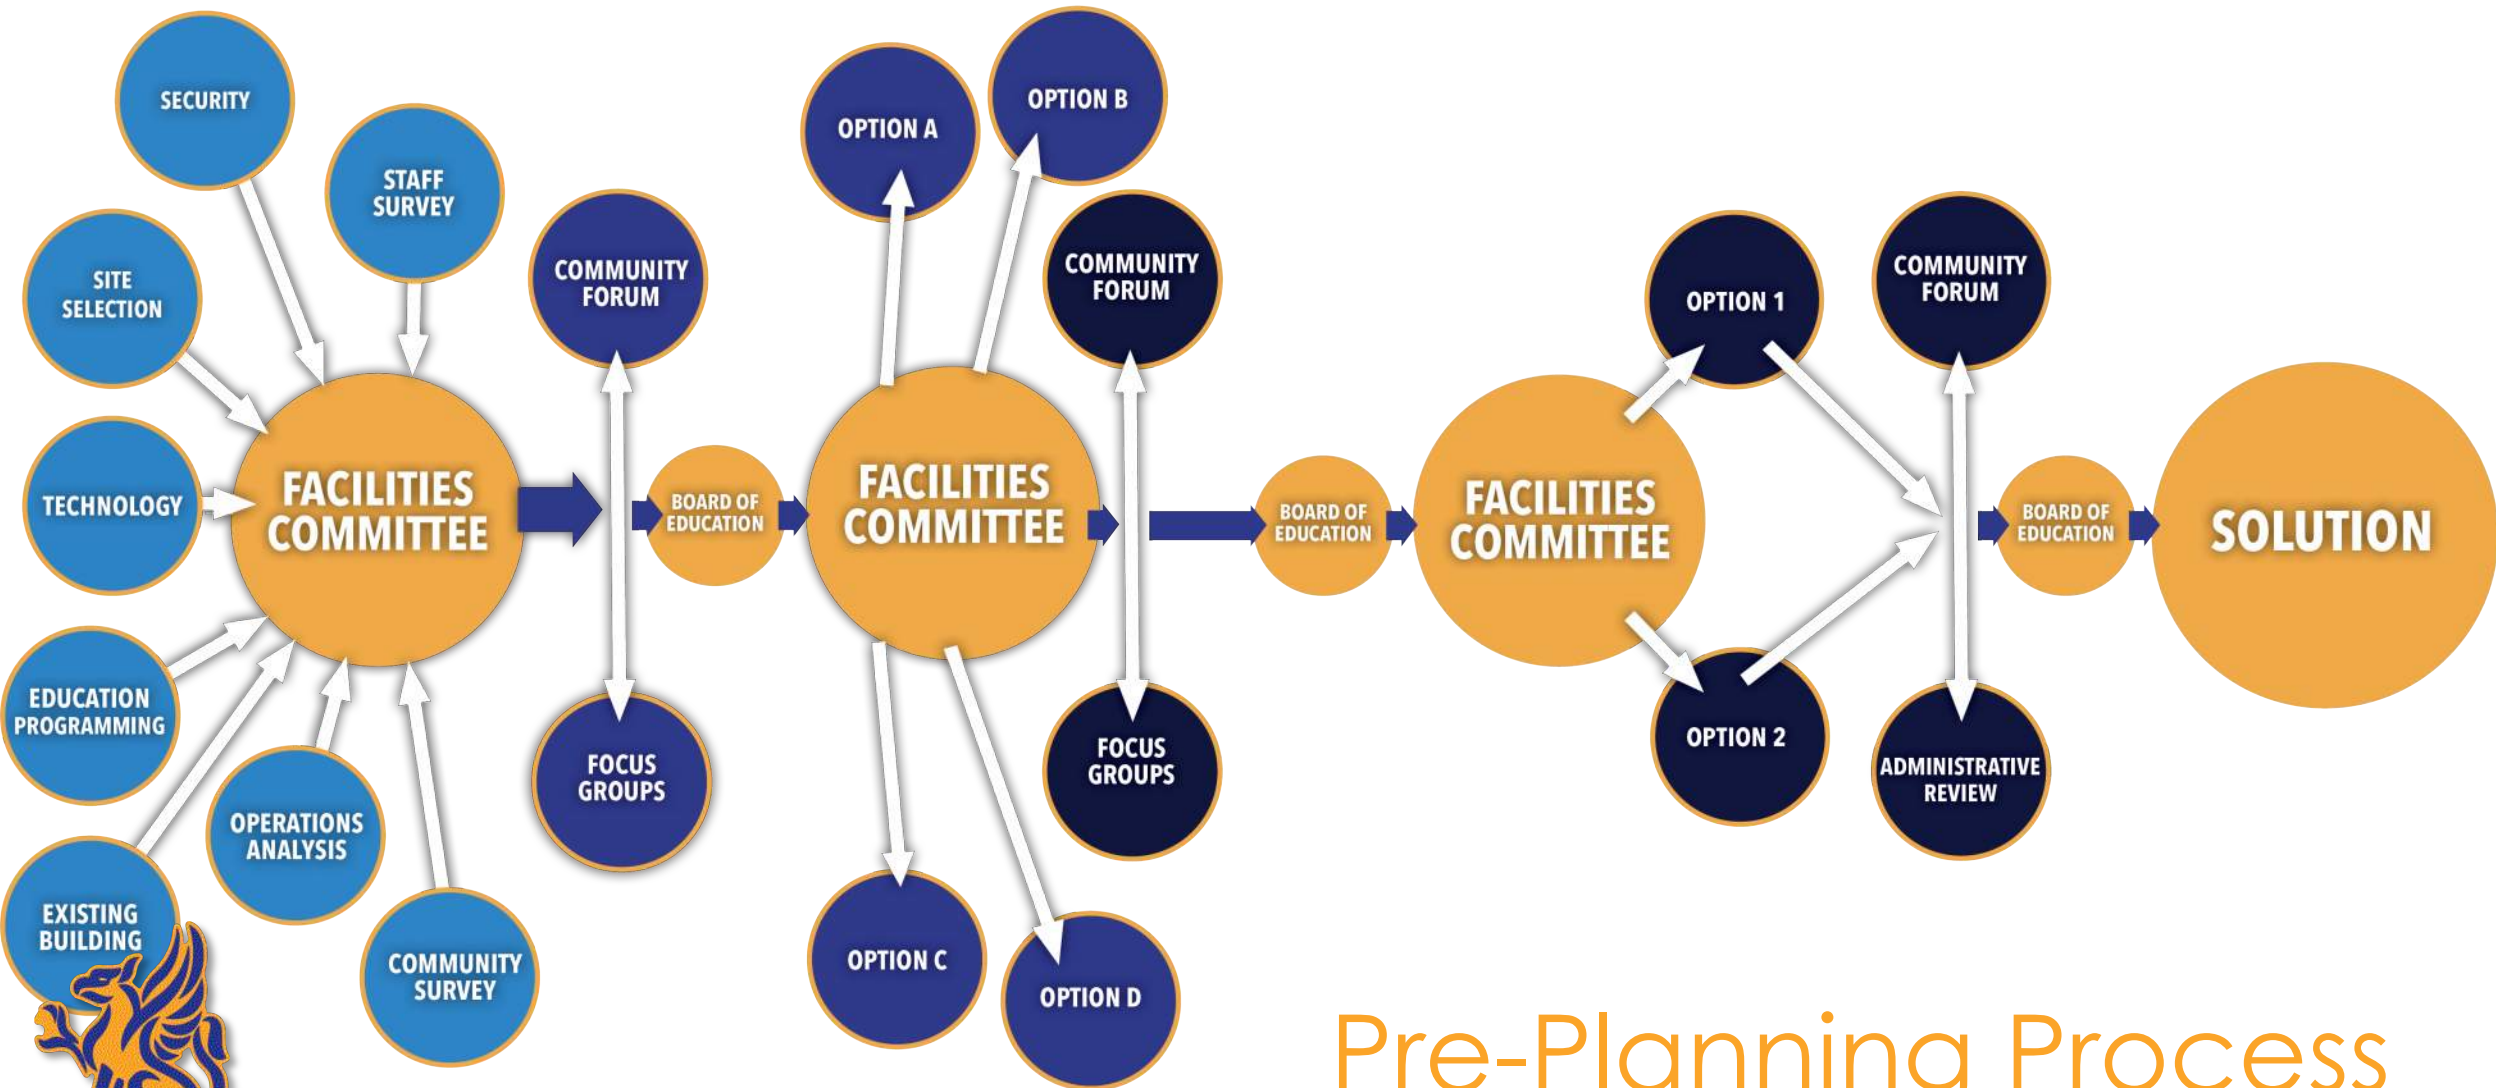 SECURITY
STAFF
SURVEY
SITE
SELECTION
TECHNOLOGY
EDUCATION
PROGRAMMING
EXISTING
BUILDING
OPERATIONS
ANALYSIS
COMMUNITY
SURVEY
FACILITIES
COMMITTEE
COMMUNITY
FORUM
FOCUS
GROUPS
BOARD OF
EDUCATION
OPTION A
OPTION B
FACILITIES
COMMITTEE
OPTION C
OPTION D
COMMUNITY
FORUM
FOCUS
GROUPS
BOARD OF
EDUCATION
FACILITIES
COMMITTEE
OPTION 1
OPTION 2
COMMUNITY
FORUM
ADMINISTRATIVE
REVIEW
BOARD OF
EDUCATION
SOLUTION
Pre-Planning Process